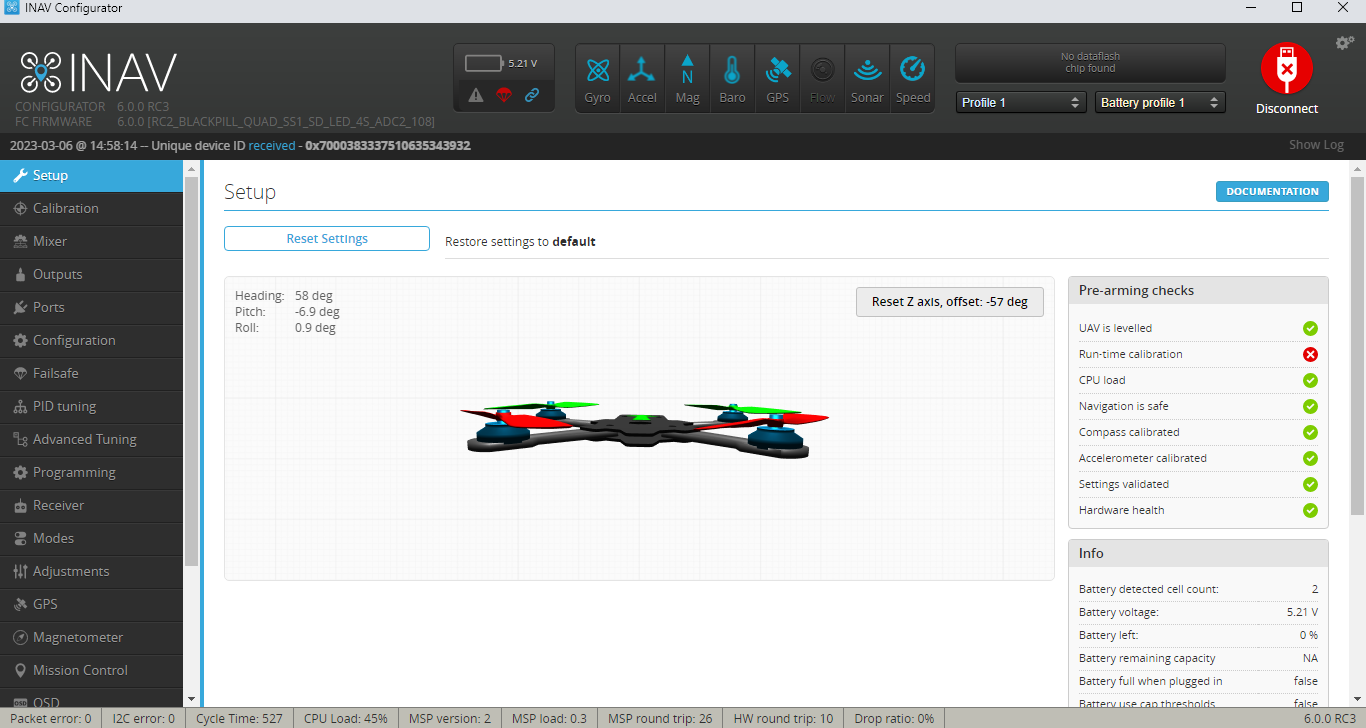 INAV Configurator
INAV
CONFIGURATOR 6.0.0 RC3
FC FIRMWARE 6.0.0 [RC2_BLACKPILL_QUAD_SS1_SD_LED_4S_ADC2_108]
5.21 V
Gyro Accel Mag Baro GPS Flow Sonar Speed
No dataflash
chip found
Profile 1 Battery profile 1
Disconnect
2023-03-06 @ 14:58:14 -- Unique device ID received - 0x7000383337510635343932
Show Log
Setup
Calibration
Mixer
Outputs
Ports
Configuration
Failsafe
PID tuning
Advanced Tuning
Programming
Receiver
Modes
Adjustments
GPS
Magnetometer
Mission Control
OSD
Setup
DOCUMENTATION
Reset Settings
Restore settings to default
Heading: 58 deg
Pitch: -6.9 deg
Roll: 0.9 deg
Reset Z axis, offset: -57 deg
Pre-arming checks
UAV is levelled
Run-time calibration
CPU load
Navigation is safe
Compass calibrated
Accelerometer calibrated
Settings validated
Hardware health
Info
Battery detected cell count: 2
Battery voltage: 5.21 V
Battery left: 0 %
Battery remaining capacity NA
Battery full when plugged in false
Battery use cap thresholds false
Packet error: 0 I2C error: 0 Cycle Time: 527 CPU Load: 45% MSP version: 2 MSP load: 0.3 MSP round trip: 26 HW round trip: 10 Drop ratio: 0% 6.0.0 RC3